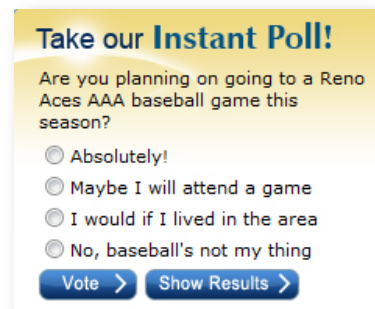 Take our Instant Poll!
Are you planning on going to a Reno
Aces AAA baseball game this
season?
Absolutely!
Maybe I will attend a game
I would if I lived in the area
No, baseball's not my thing
Vote
Show Results